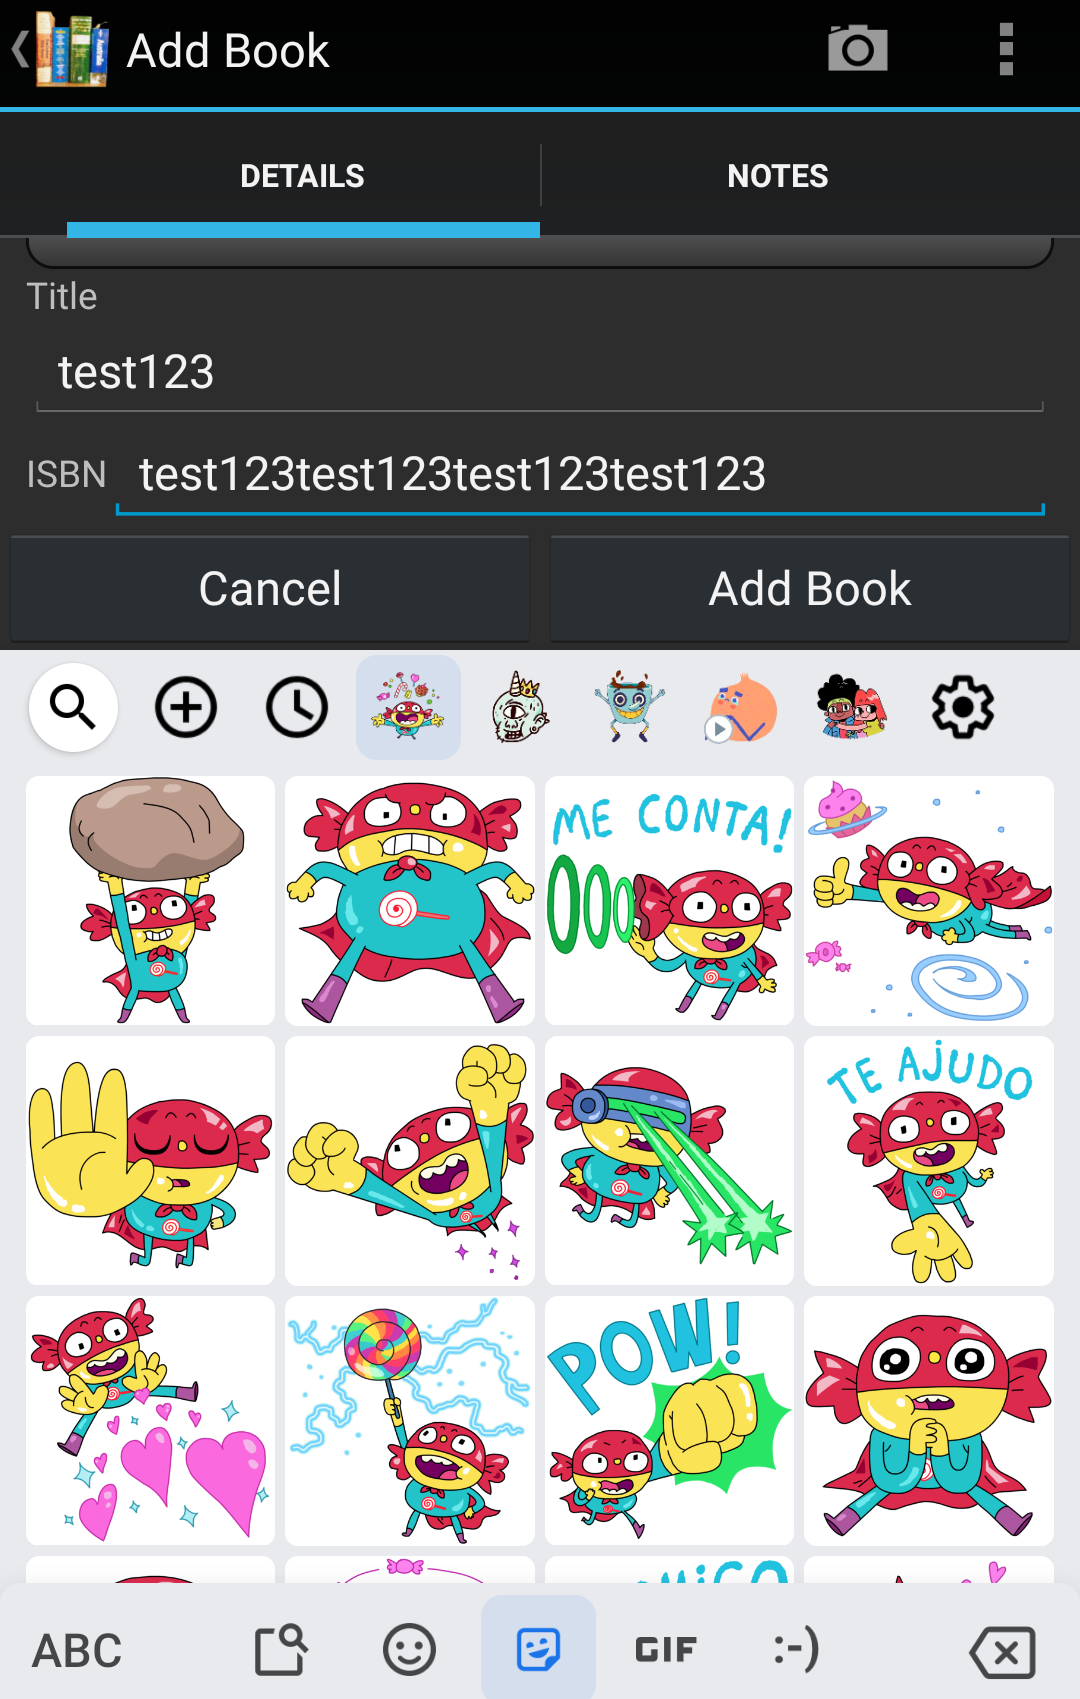 Add Book
DETAILS
NOTES
Title
test123
ISBN
test123test123test123test123
Cancel
Add Book
ME CONTA!
TE AJUDO
POW!
ABC
GIF
:-)